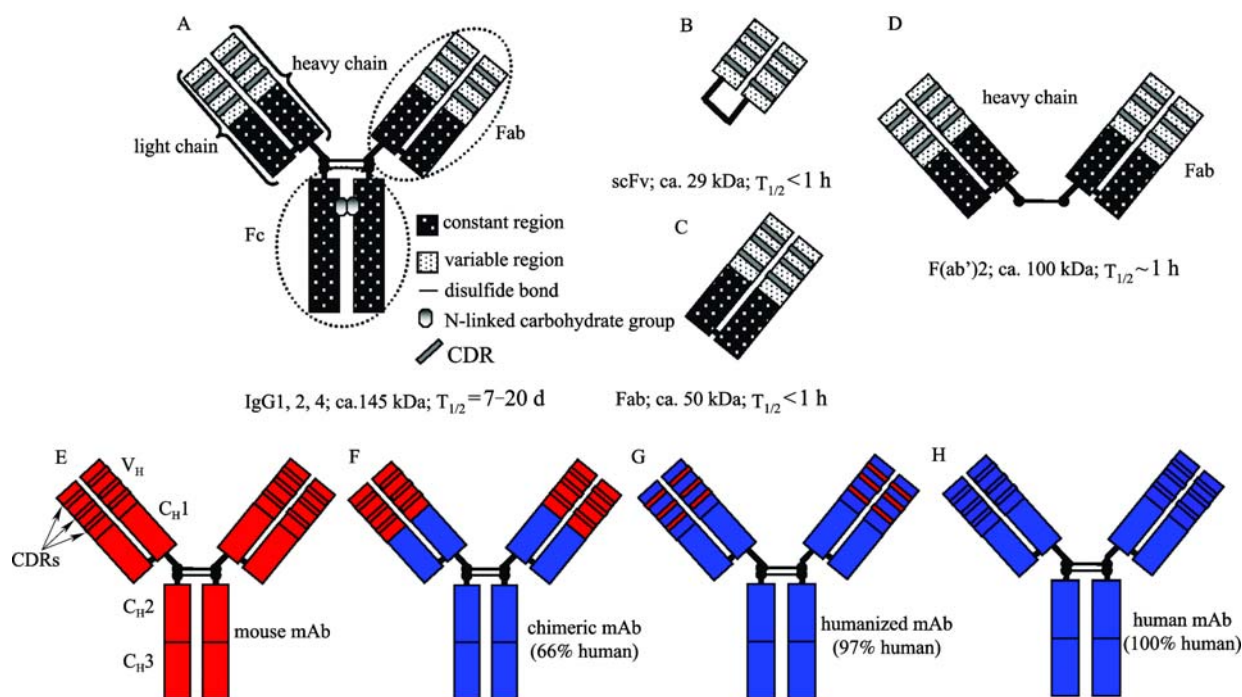 A
heavy chain
light chain
Fab
Fc
constant region
variable region
disulfide bond
N-linked carbohydrate group
CDR
IgG1, 2, 4; ca.145 kDa; T1/2=7–20 d
B
scFv; ca. 29 kDa; T1/2<1 h
C
Fab; ca. 50 kDa; T1/2<1 h
D
heavy chain
Fab
F(ab’)2; ca. 100 kDa; T1/2~1 h
E
VH
CH1
CDRs
CH2
CH3
mouse mAb
F
chimeric mAb
(66% human)
G
humanized mAb
(97% human)
H
human mAb
(100% human)